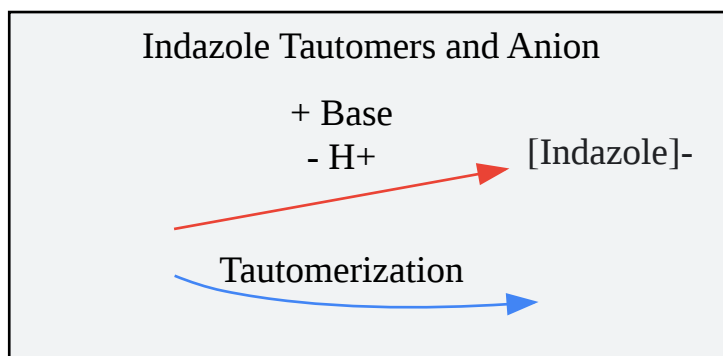 Indazole Tautomers and Anion
+ Base
- H+
[Indazole]-
Tautomerization